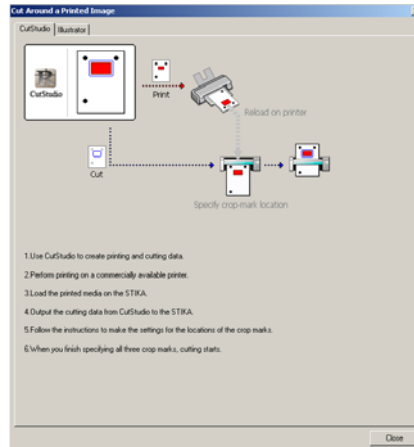 Cut Around a Printed Image
CutStudio
Illustrator
CutStudio
Print
Reload on printer
Cut
Specify crop-mark location
1.Use CutStudio to create printing and cutting data.
2.Perform printing on a commercially available printer.
3.Load the printed media on the STIKA.
4.Output the cutting data from CutStudio to the STIKA.
5.Follow the instructions to make the settings for the locations of the crop marks.
6.When you finish specifying all three crop marks, cutting starts.
Close